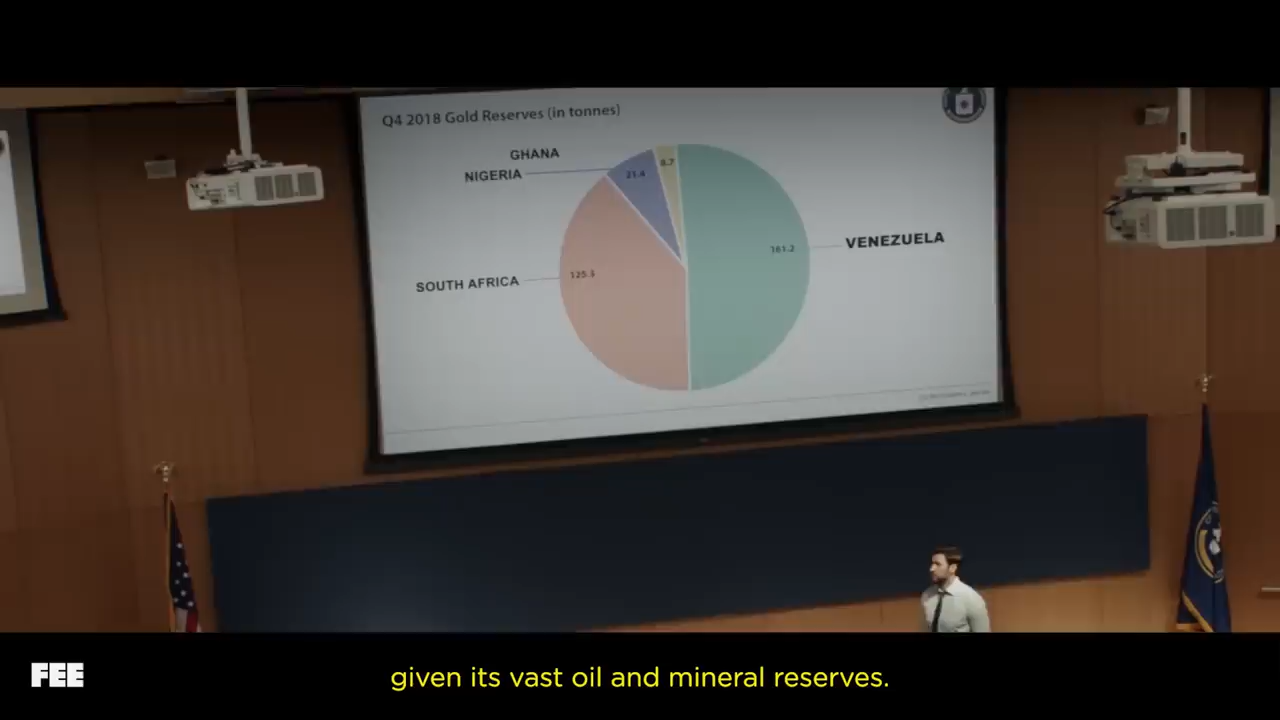 Q4 2018 Gold Reserves (in tonnes)
GHANA
NIGERIA
21.4
8.7
VENEZUELA
161.2
SOUTH AFRICA
125.3
FEE
given its vast oil and mineral reserves.